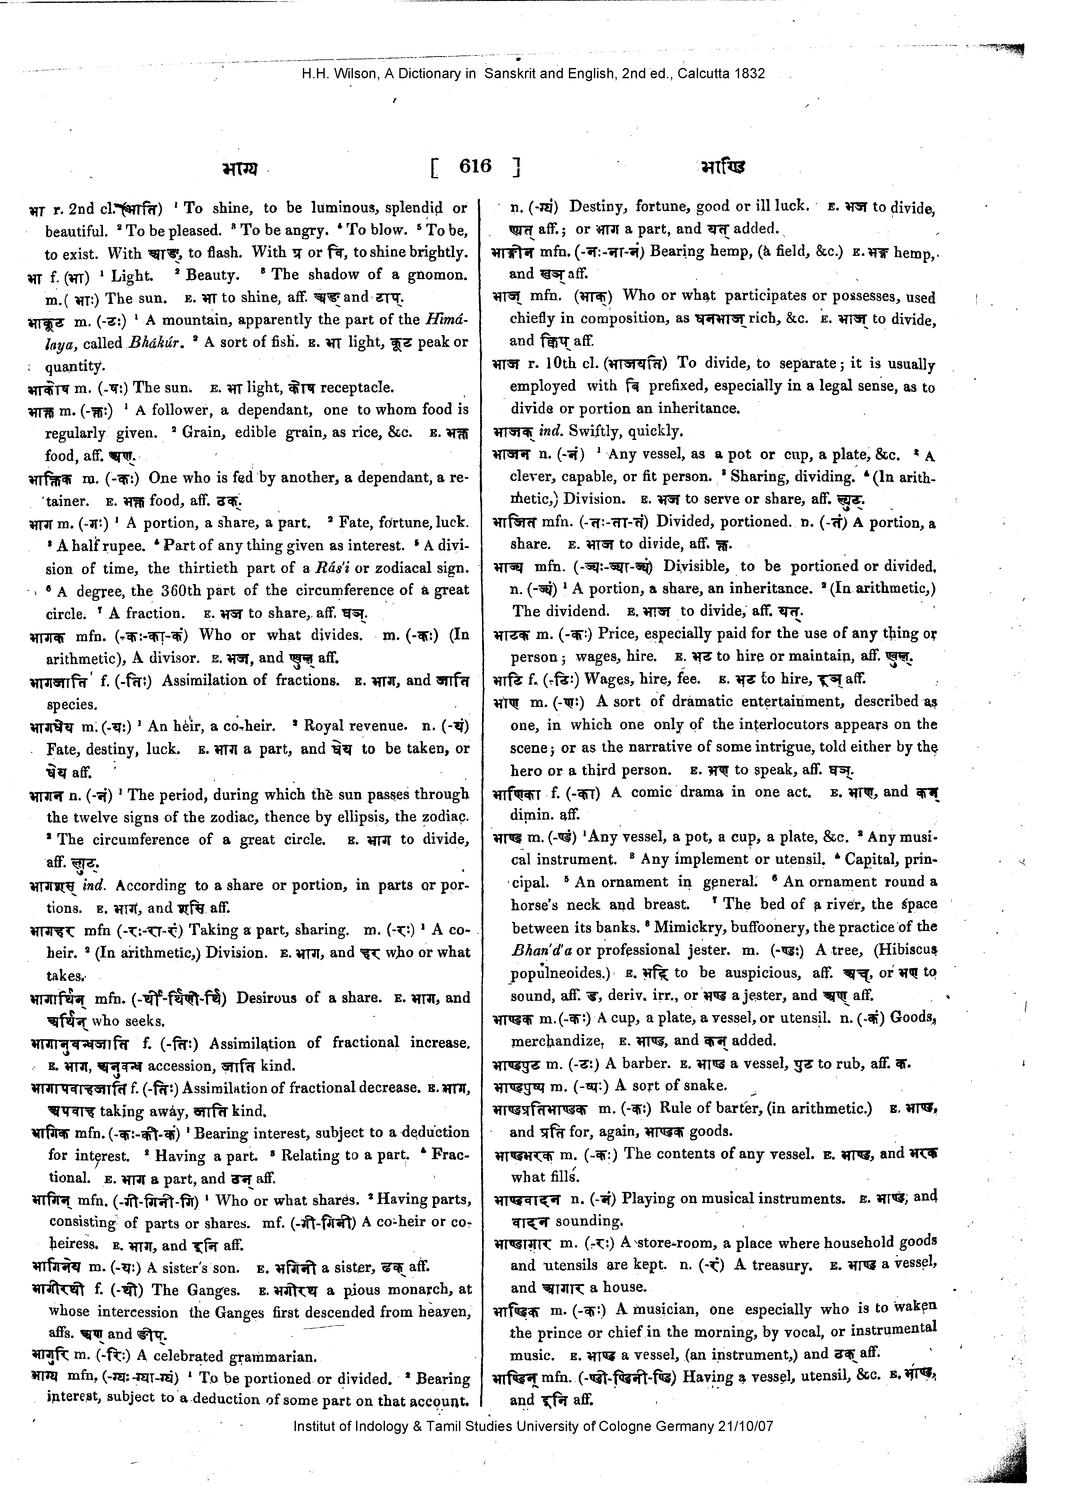 H.H. Wilson, A Dictionary in Sanskrit and English, 2nd ed., Calcutta 1832
भाग्य
[ 616 ]
भाण्डि
भा r. 2nd cl. (भाति) ¹ To shine, to be luminous, splendid or
beautiful. ² To be pleased. ³ To be angry. ⁴ To blow. ⁵ To be,
to exist. With आङ्, to flash. With प्र or वि, to shine brightly.
भा f. (भा) ¹ Light. ² Beauty. ³ The shadow of a gnomon.
m. (भाः) The sun. E. भा to shine, aff. अङ and टाप्.
भाकूट m. (-टः) ¹ A mountain, apparently the part of the Himá-
laya, called Bhákúr. ² A sort of fish. E. भा light, कूट peak or
quantity.
भाकोष m. (-षः) The sun. E. भा light, कोष receptacle.
भाक्त m. (-क्तः) ¹ A follower, a dependant, one to whom food is
regularly given. ² Grain, edible grain, as rice, &c. E. भक्त
food, aff. अण्.
भाक्तिक m. (-कः) One who is fed by another, a dependant, a re-
tainer. E. भक्त food, aff. ठक्.
भाग m. (-गः) ¹ A portion, a share, a part. ² Fate, fortune, luck.
³ A half rupee. ⁴ Part of any thing given as interest. ⁵ A divi-
sion of time, the thirtieth part of a Rás'i or zodiacal sign.
⁶ A degree, the 360th part of the circumference of a great
circle. ⁷ A fraction. E. भज to share, aff. घञ्.
भागक mfn. (-कः-का-कं) Who or what divides. m. (-कः) (In
arithmetic), A divisor. E. भज, and ण्वुल् aff.
भागजाति f. (-तिः) Assimilation of fractions. E. भाग, and जाति
species.
भागधेय m. (-यः) ¹ An heir, a co-heir. ² Royal revenue. n. (-यं)
Fate, destiny, luck. E. भाग a part, and धेय to be taken, or
धेय aff.
भागन n. (-नं) ¹ The period, during which the sun passes through
the twelve signs of the zodiac, thence by ellipsis, the zodiac.
² The circumference of a great circle. E. भाग to divide,
aff. ल्युट्.
भागशस् ind. According to a share or portion, in parts or por-
tions. E. भाग, and शसि aff.
भागहर mfn (-रः-रा-रं) Taking a part, sharing. m. (-रः) ¹ A co-
heir. ² (In arithmetic,) Division. E. भाग, and हर who or what
takes.
भागार्थिन् mfn. (-र्थी-र्थिणी-र्थि) Desirous of a share. E. भाग, and
अर्थिन् who seeks.
भागानुवन्धजाति f. (-तिः) Assimilation of fractional increase.
E. भाग, अनुवन्ध accession, जाति kind.
भागापवाहजाति f. (-तिः) Assimilation of fractional decrease. E. भाग,
अपवाह taking away, जाति kind.
भागिक mfn. (-कः-की-कं) ¹ Bearing interest, subject to a deduction
for interest. ² Having a part. ³ Relating to a part. ⁴ Frac-
tional. E. भाग a part, and ठन् aff.
भागिन् mfn. (-गी-गिनी-गि) ¹ Who or what shares. ² Having parts,
consisting of parts or shares. mf. (-गी-गिनी) A co-heir or co-
heiress. E. भाग, and इनि aff.
भागिनेय m. (-यः) A sister's son. E. भगिनी a sister, ढक् aff.
भागीरथी f. (-थी) The Ganges. E. भगीरथ a pious monarch, at
whose intercession the Ganges first descended from heaven,
affs. अण् and ङीप्.
भागुरि m. (-रिः) A celebrated grammarian.
भाग्य mfn. (-ग्यः-ग्या-ग्यं) ¹ To be portioned or divided. ² Bearing
interest, subject to a deduction of some part on that account.
n. (-ग्यं) Destiny, fortune, good or ill luck. E. भज to divide,
ण्यत् aff.; or भाग a part, and यत् added.
भाङ्गीन mfn. (-नः-ना-नं) Bearing hemp, (a field, &c.) E. भङ्ग hemp,
and खञ् aff.
भाज् mfn. (भाक्) Who or what participates or possesses, used
chiefly in composition, as धनभाज् rich, &c. E. भाज् to divide,
and क्विप् aff.
भाज r. 10th cl. (भाजयति) To divide, to separate; it is usually
employed with वि prefixed, especially in a legal sense, as to
divide or portion an inheritance.
भाजक् ind. Swiftly, quickly.
भाजन n. (-नं) ¹ Any vessel, as a pot or cup, a plate, &c. ² A
clever, capable, or fit person. ³ Sharing, dividing. ⁴ (In arith-
metic,) Division. E. भज to serve or share, aff. ल्युट्.
भाजित mfn. (-तः-ता-तं) Divided, portioned. n. (-तं) A portion, a
share. E. भाज to divide, aff. क्त.
भाज्य mfn. (-ज्यः-ज्या-ज्यं) Divisible, to be portioned or divided,
n. (-ज्यं) ¹ A portion, a share, an inheritance. ² (In arithmetic,)
The dividend. E. भाज to divide, aff. यत्.
भाटक m. (-कः) Price, especially paid for the use of any thing or
person; wages, hire. E. भट to hire or maintain, aff. ण्वुल्.
भाटि f. (-टिः) Wages, hire, fee. E. भट to hire, इञ् aff.
भाण m. (-णः) A sort of dramatic entertainment, described as
one, in which one only of the interlocutors appears on the
scene; or as the narrative of some intrigue, told either by the
hero or a third person. E. भण to speak, aff. घञ्.
भाणिका f. (-का) A comic drama in one act. E. भाण, and कन्
dimin. aff.
भाण्ड m. (-ण्डं) ¹ Any vessel, a pot, a cup, a plate, &c. ² Any musi-
cal instrument. ³ Any implement or utensil. ⁴ Capital, prin-
cipal. ⁵ An ornament in general. ⁶ An ornament round a
horse's neck and breast. ⁷ The bed of a river, the space
between its banks. ⁸ Mimickry, buffoonery, the practice of the
Bhan'd'a or professional jester. m. (-ण्डः) A tree, (Hibiscus
populneoides.) E. भदि to be auspicious, aff. अच्, or भण to
sound, aff. ड, deriv. irr., or भण्ड a jester, and अण् aff.
भाण्डक m. (-कः) A cup, a plate, a vessel, or utensil. n. (-कं) Goods,
merchandize, E. भाण्ड, and कन् added.
भाण्डपुट m. (-टः) A barber. E. भाण्ड a vessel, पुट to rub, aff. क.
भाण्डपुष्प m. (-ष्पः) A sort of snake.
भाण्डप्रतिभाण्डक m. (-कः) Rule of barter, (in arithmetic.) E. भाण्ड,
and प्रति for, again, भाण्डक goods.
भाण्डभरक m. (-कः) The contents of any vessel. E. भाण्ड, and भरक
what fills.
भाण्डवादन n. (-नं) Playing on musical instruments. E. भाण्ड, and
वादन sounding.
भाण्डागार m. (-रः) A store-room, a place where household goods
and utensils are kept. n. (-रं) A treasury. E. भाण्ड a vessel,
and आगार a house.
भाण्डिक m. (-कः) A musician, one especially who is to waken
the prince or chief in the morning, by vocal, or instrumental
music. E. भाण्ड a vessel, (an instrument,) and ठक् aff.
भाण्डिन् mfn. (-ण्डी-ण्डिनी-ण्डि) Having a vessel, utensil, &c. E. भाण्ड,
and इनि aff.
Institut of Indology & Tamil Studies University of Cologne Germany 21/10/07